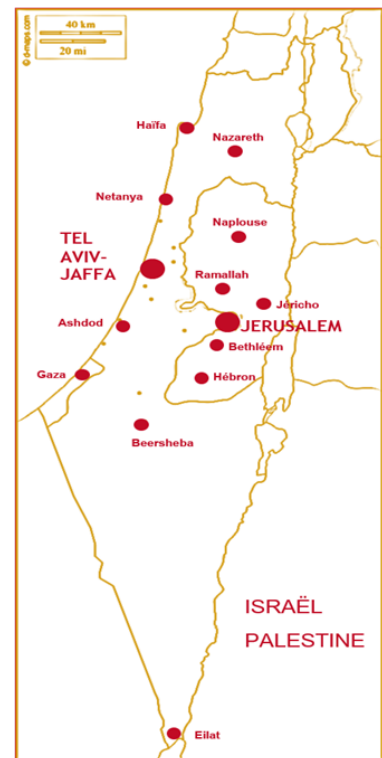 40 km
20 mi
© d-maps.com
Haïfa
Nazareth
Netanya
Naplouse
TEL
AVIV-
JAFFA
Ramallah
Jéricho
Ashdod
JERUSALEM
Bethléem
Gaza
Hébron
Beersheba
ISRAËL
PALESTINE
Eilat